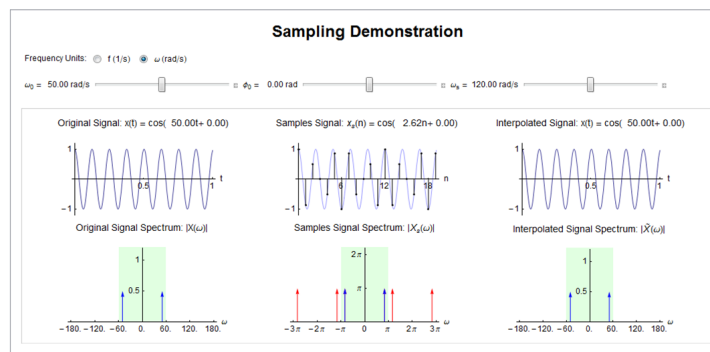 Sampling Demonstration
Frequency Units: f (1/s) ω (rad/s)
ω₀ = 50.00 rad/s ϕ₀ = 0.00 rad ωₛ = 120.00 rad/s
Original Signal: x(t) = cos( 50.00t+ 0.00) Samples Signal: xₛ(n) = cos( 2.62n+ 0.00) Interpolated Signal: x̃(t) = cos( 50.00t+ 0.00)
1 1 1
0.5 1 t 6 12 18 n 0.5 1 t
-1 -1 -1
Original Signal Spectrum: |X(ω)| Samples Signal Spectrum: |Xₛ(ω)| Interpolated Signal Spectrum: |X̃(ω)|
1 2π 1
0.5 π 0.5
-180. -120. -60. 0. 60. 120. 180. ω -3π -2π -π 0 π 2π 3π ω -180. -120. -60. 0. 60. 120. 180. ω